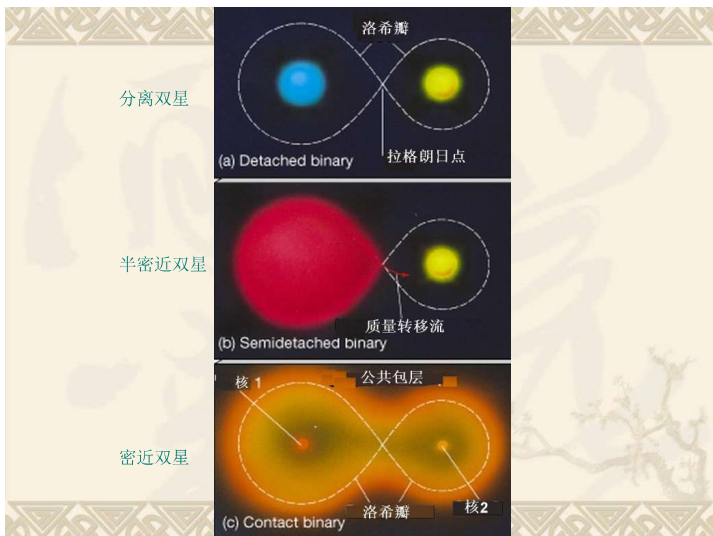 洛希瓣
分离双星
拉格朗日点
(a) Detached binary
半密近双星
质量转移流
(b) Semidetached binary
核 1
公共包层
密近双星
洛希瓣
核2
(c) Contact binary